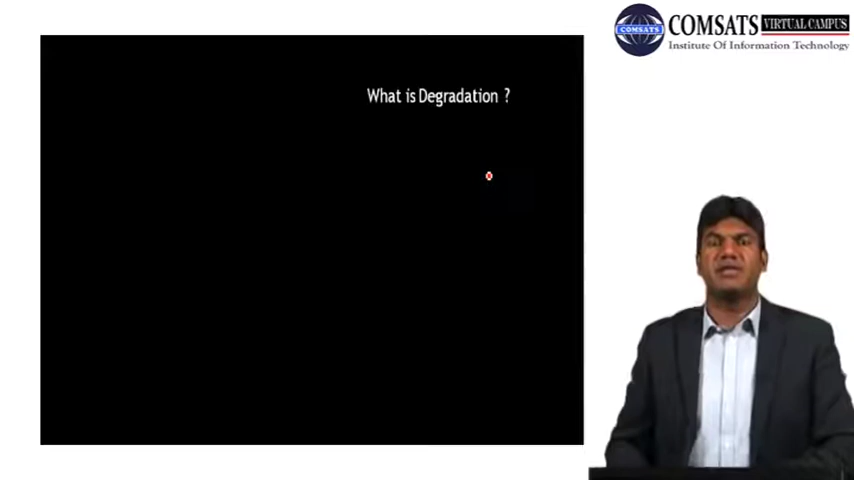 COMSATS VIRTUAL CAMPUS
Institute Of Information Technology
COMSATS
What is Degradation ?